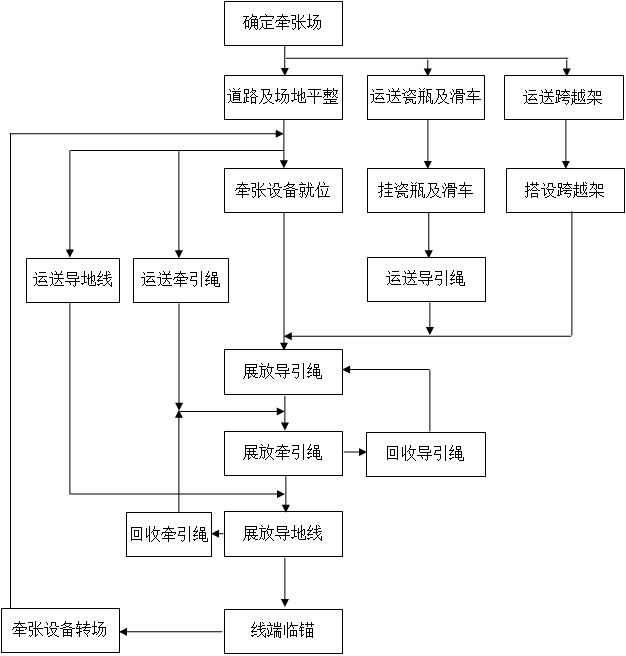 确定牵张场
道路及场地平整
运送瓷瓶及滑车
运送跨越架
牵张设备就位
挂瓷瓶及滑车
搭设跨越架
运送导地线
运送牵引绳
运送导引绳
展放导引绳
展放牵引绳
回收导引绳
回收牵引绳
展放导地线
牵张设备转场
线端临锚